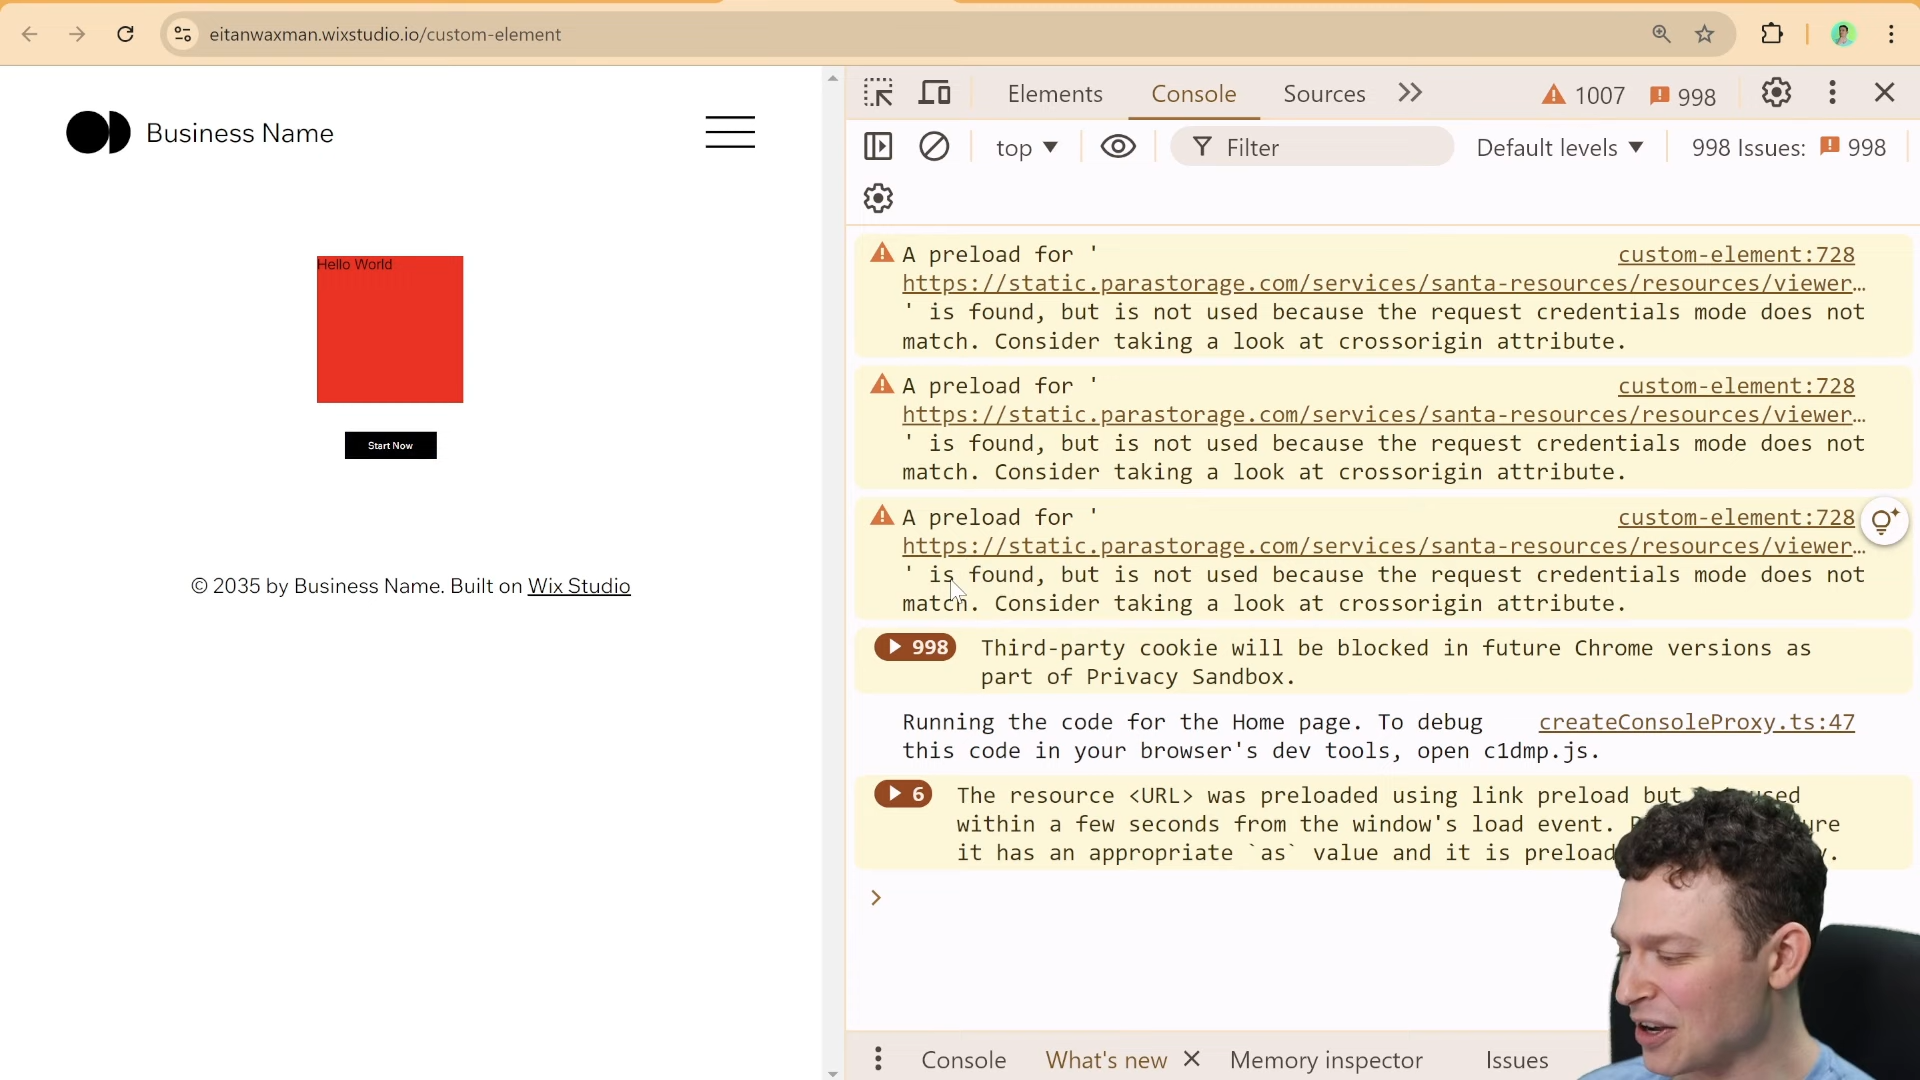 eitanwaxman.wixstudio.io/custom-element
Business Name
Hello World
Start Now
© 2035 by Business Name. Built on Wix Studio
Elements
Console
Sources
1007
998
top
Filter
Default levels
998 Issues:
998
A preload for '
custom-element:728
https://static.parastorage.com/services/santa-resources/resources/viewer…
' is found, but is not used because the request credentials mode does not
match. Consider taking a look at crossorigin attribute.
A preload for '
custom-element:728
https://static.parastorage.com/services/santa-resources/resources/viewer…
' is found, but is not used because the request credentials mode does not
match. Consider taking a look at crossorigin attribute.
A preload for '
custom-element:728
https://static.parastorage.com/services/santa-resources/resources/viewer…
' is found, but is not used because the request credentials mode does not
match. Consider taking a look at crossorigin attribute.
998
Third-party cookie will be blocked in future Chrome versions as
part of Privacy Sandbox.
Running the code for the Home page. To debug
createConsoleProxy.ts:47
this code in your browser's dev tools, open c1dmp.js.
6
The resource <URL> was preloaded using link preload but
within a few seconds from the window's load event.
it has an appropriate `as` value and it is
Console
What's new
Memory inspector
Issues